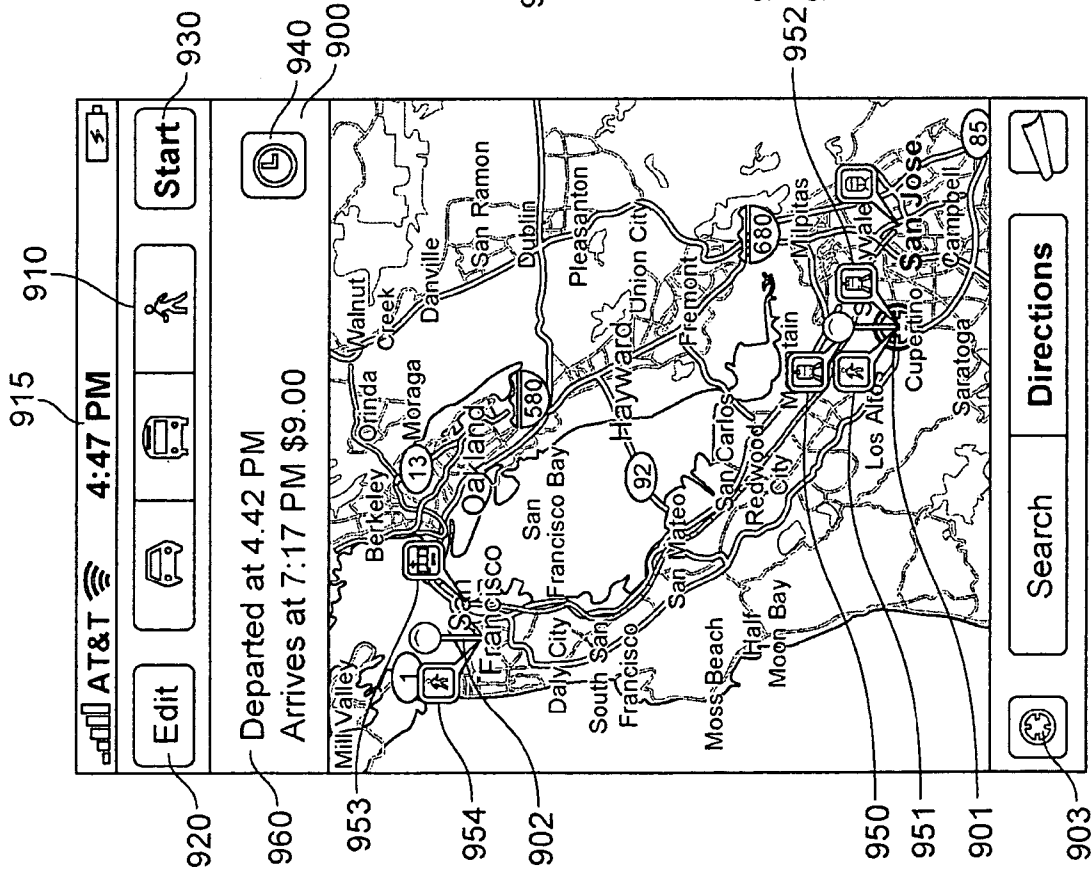 915
910
AT&T 4:47 PM
930
Edit
Start
920
940
900
960
Departed at 4.42 PM
Arrives at 7:17 PM $9.00
953
954
902
952
Mill Valley
Berkeley
Orinda
Walnut
Creek
1
13
Moraga
Danville
San
Francisco
Oakland
San Ramon
580
Dublin
Daly
City
San
Francisco Bay
South San
Francisco
Hayward
Pleasanton
92
Union City
San Mateo
Fremont
Moss Beach
San Carlos
Redwood
City
Half
Moon Bay
680
Milpitas
tain
Los
yvale
San Jose
Cupertino
Campbell
Saratoga
85
950
951
901
903
Search
Directions